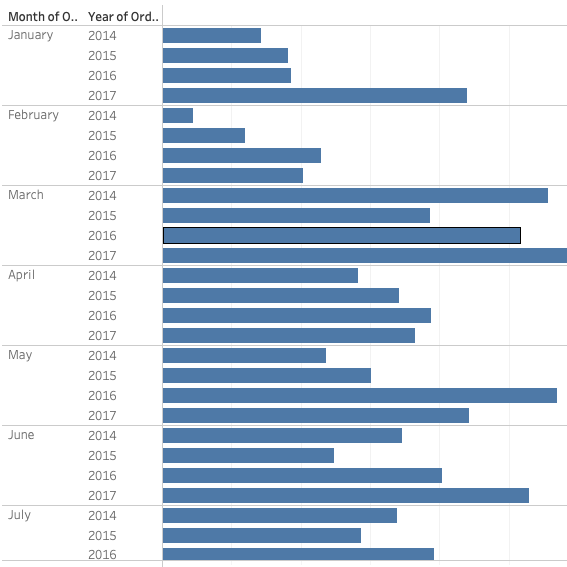 Month of O.. Year of Ord..
January 2014
2015
2016
2017
February 2014
2015
2016
2017
March 2014
2015
2016
2017
April 2014
2015
2016
2017
May 2014
2015
2016
2017
June 2014
2015
2016
2017
July 2014
2015
2016